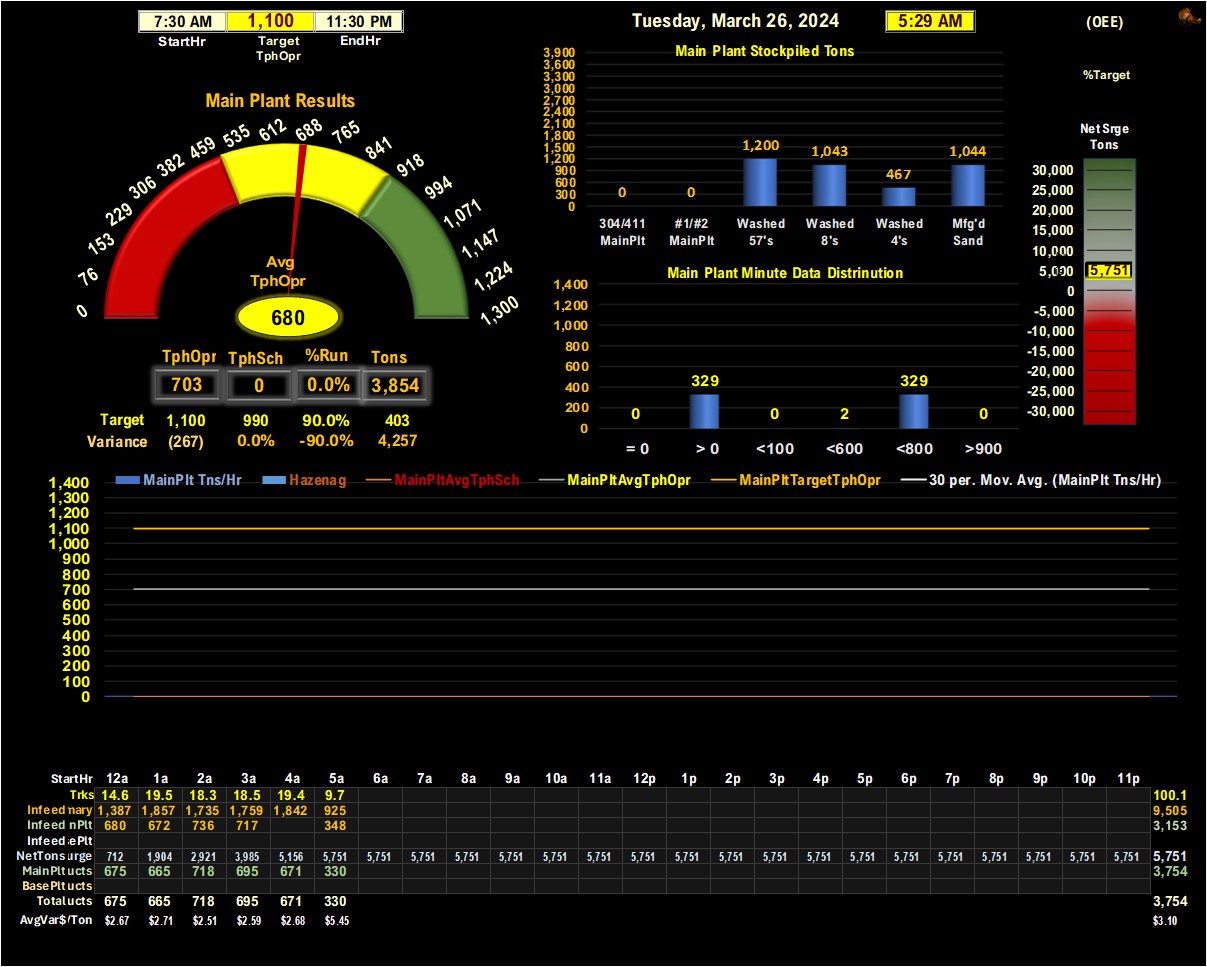 7:30 AM 1,100 11:30 PM
StartHr Target EndHr
TphOpr
Tuesday, March 26, 2024 5:29 AM (OEE)
%Target
Main Plant Results
0 76 153 229 306 382 459 535 612 688 765 841 918 994 1,071 1,147 1,224 1,300
Avg
TphOpr
680
TphOpr TphSch %Run Tons
703 0 0.0% 3,854
Target 1,100 990 90.0% 403
Variance (267) 0.0% -90.0% 4,257
Main Plant Stockpiled Tons
3,900
3,600
3,300
3,000
2,700
2,400
2,100
1,800
1,500
1,200
900
600
300
0
0 0 1,200 1,043 467 1,044
304/411 #1/#2 Washed Washed Washed Mfg'd
MainPlt MainPlt 57's 8's 4's Sand
Main Plant Minute Data Distrinution
1,400
1,200
1,000
800
600
400
200
0
0 329 0 2 329 0
= 0 > 0 <100 <600 <800 >900
Net Srge
Tons
30,000
25,000
20,000
15,000
10,000
5,000
0
-5,000
-10,000
-15,000
-20,000
-25,000
-30,000
5,751
MainPlt Tns/Hr Hazenag MainPltAvgTphSch MainPltAvgTphOpr MainPltTargetTphOpr 30 per. Mov. Avg. (MainPlt Tns/Hr)
1,400
1,300
1,200
1,100
1,000
900
800
700
600
500
400
300
200
100
0
StartHr 12a 1a 2a 3a 4a 5a 6a 7a 8a 9a 10a 11a 12p 1p 2p 3p 4p 5p 6p 7p 8p 9p 10p 11p
Trks 14.6 19.5 18.3 18.5 19.4 9.7 100.1
Infeed nary 1,387 1,857 1,735 1,759 1,842 925 9,505
Infeed nPlt 680 672 736 717 348 3,153
Infeed ePlt
NetTons urge 712 1,904 2,921 3,985 5,156 5,751 5,751 5,751 5,751 5,751 5,751 5,751 5,751 5,751 5,751 5,751 5,751 5,751 5,751 5,751 5,751 5,751 5,751 5,751 5,751
MainPlt ucts 675 665 718 695 671 330 3,754
BasePlt ucts
Total ucts 675 665 718 695 671 330 3,754
AvgVar$/Ton $2.67 $2.71 $2.51 $2.59 $2.68 $5.45 $3.10